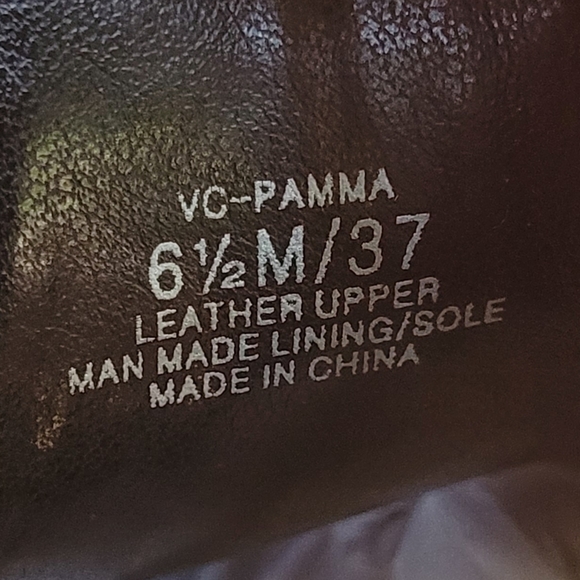 VC-PAMMA
6½M/37
LEATHER UPPER
MAN MADE LINING/SOLE
MADE IN CHINA